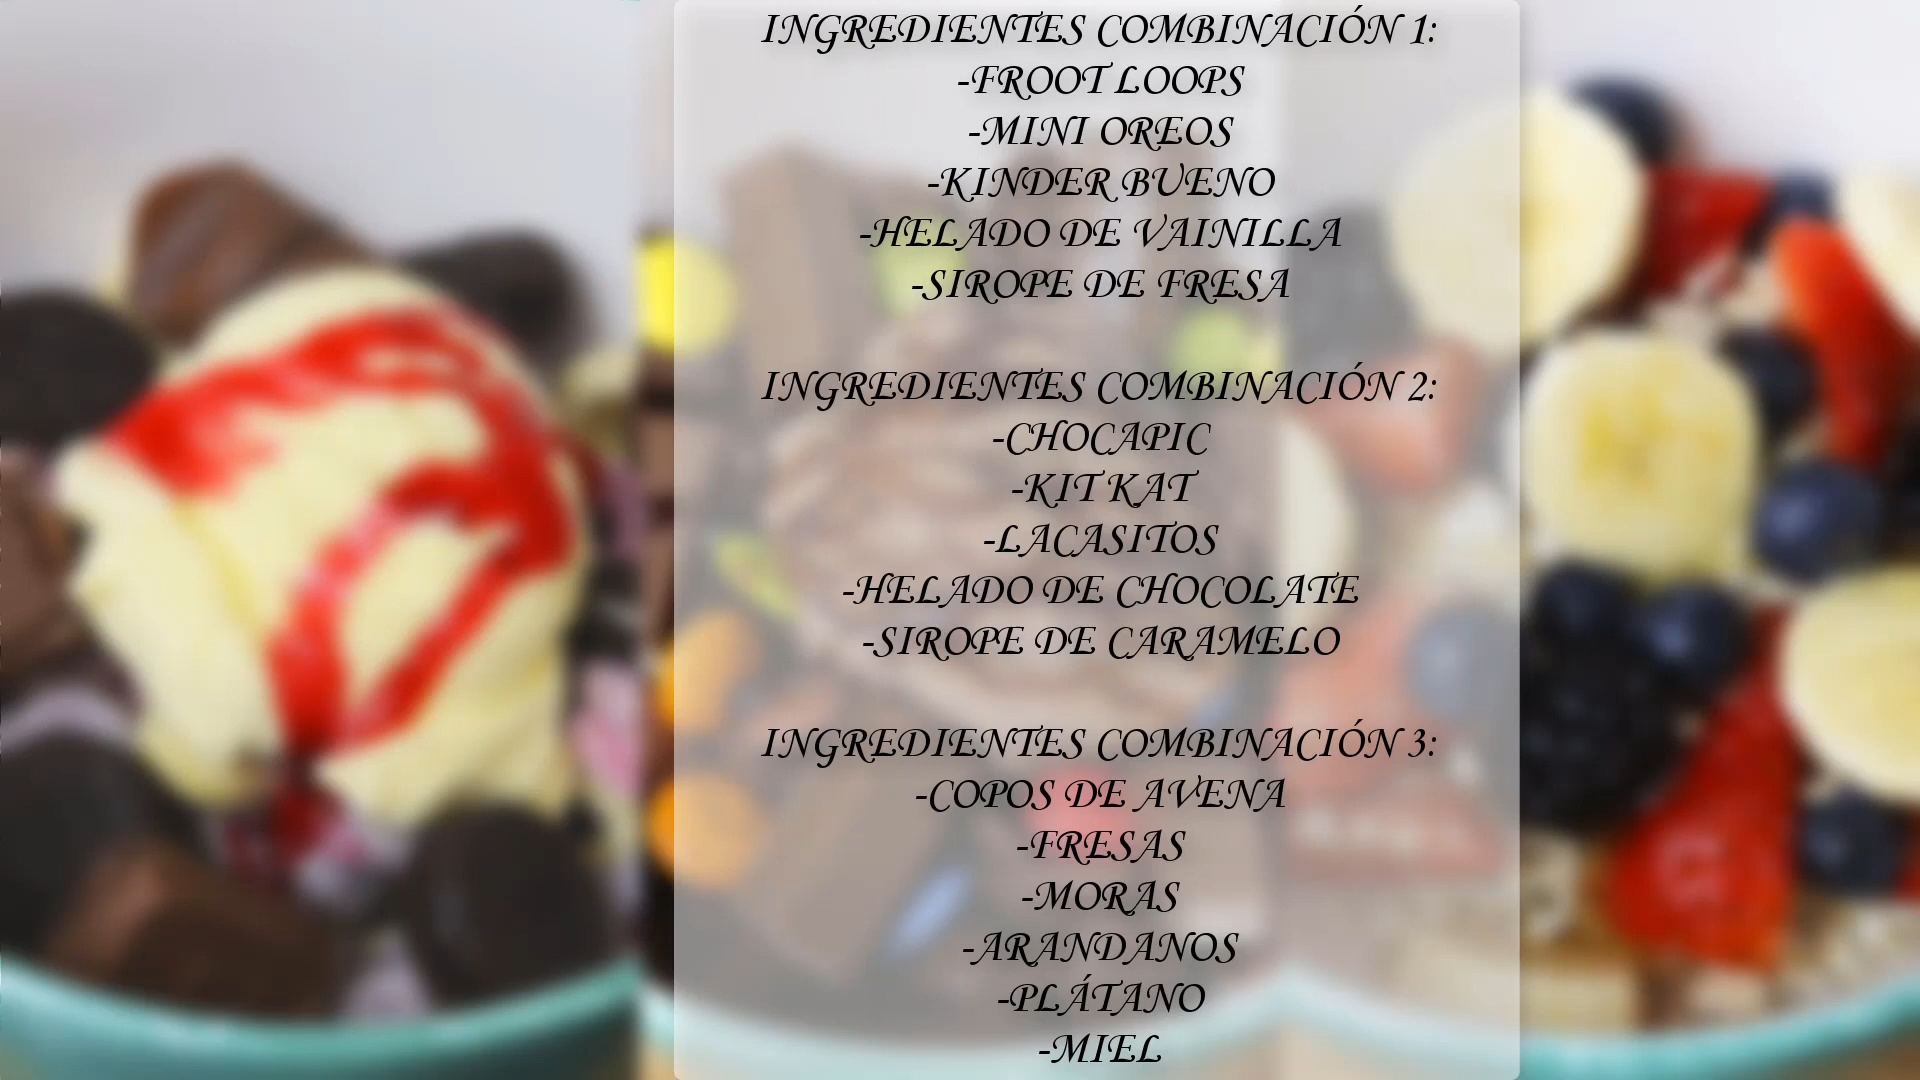 INGREDIENTES COMBINACIÓN 1:
-FROOT LOOPS
-MINI OREOS
-KINDER BUENO
-HELADO DE VAINILLA
-SIROPE DE FRESA
INGREDIENTES COMBINACIÓN 2:
-CHOCAPIC
-KIT KAT
-LACASITOS
-HELADO DE CHOCOLATE
-SIROPE DE CARAMELO
INGREDIENTES COMBINACIÓN 3:
-COPOS DE AVENA
-FRESAS
-MORAS
-ARANDANOS
-PLÁTANO
-MIEL